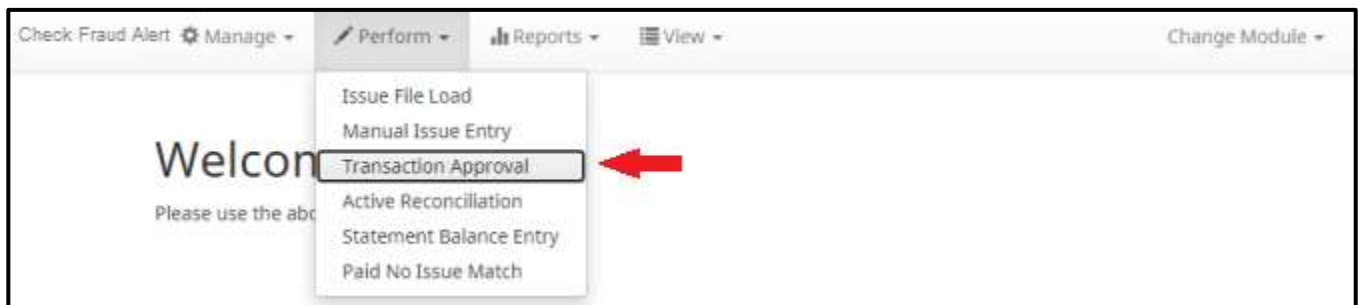 Check Fraud Alert Manage Perform Reports View Change Module
Issue File Load
Manual Issue Entry
Welcon Transaction Approval
Please use the abc Active Reconciliation
Statement Balance Entry
Paid No Issue Match